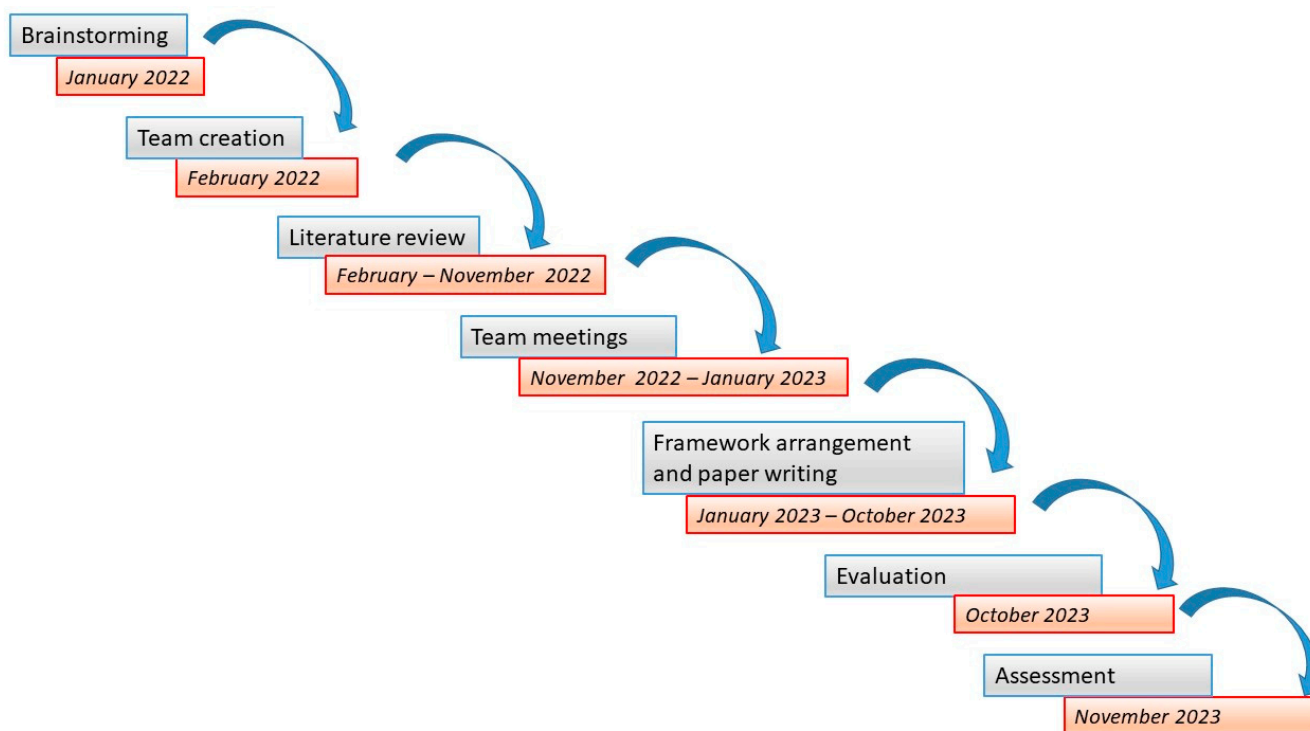 Brainstorming
January 2022
Team creation
February 2022
Literature review
February – November 2022
Team meetings
November 2022 – January 2023
Framework arrangement
and paper writing
January 2023 – October 2023
Evaluation
October 2023
Assessment
November 2023